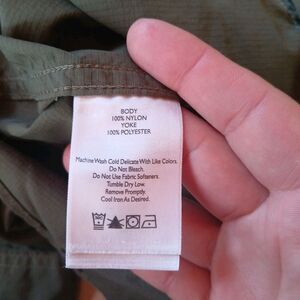 BODY
100% NYLON
YOKE
100% POLYESTER
Machine Wash Cold Delicate With Like Colors.
Do Not Bleach.
Do Not Use Fabric Softeners.
Tumble Dry Low.
Remove Promptly.
Cool Iron As Desired.